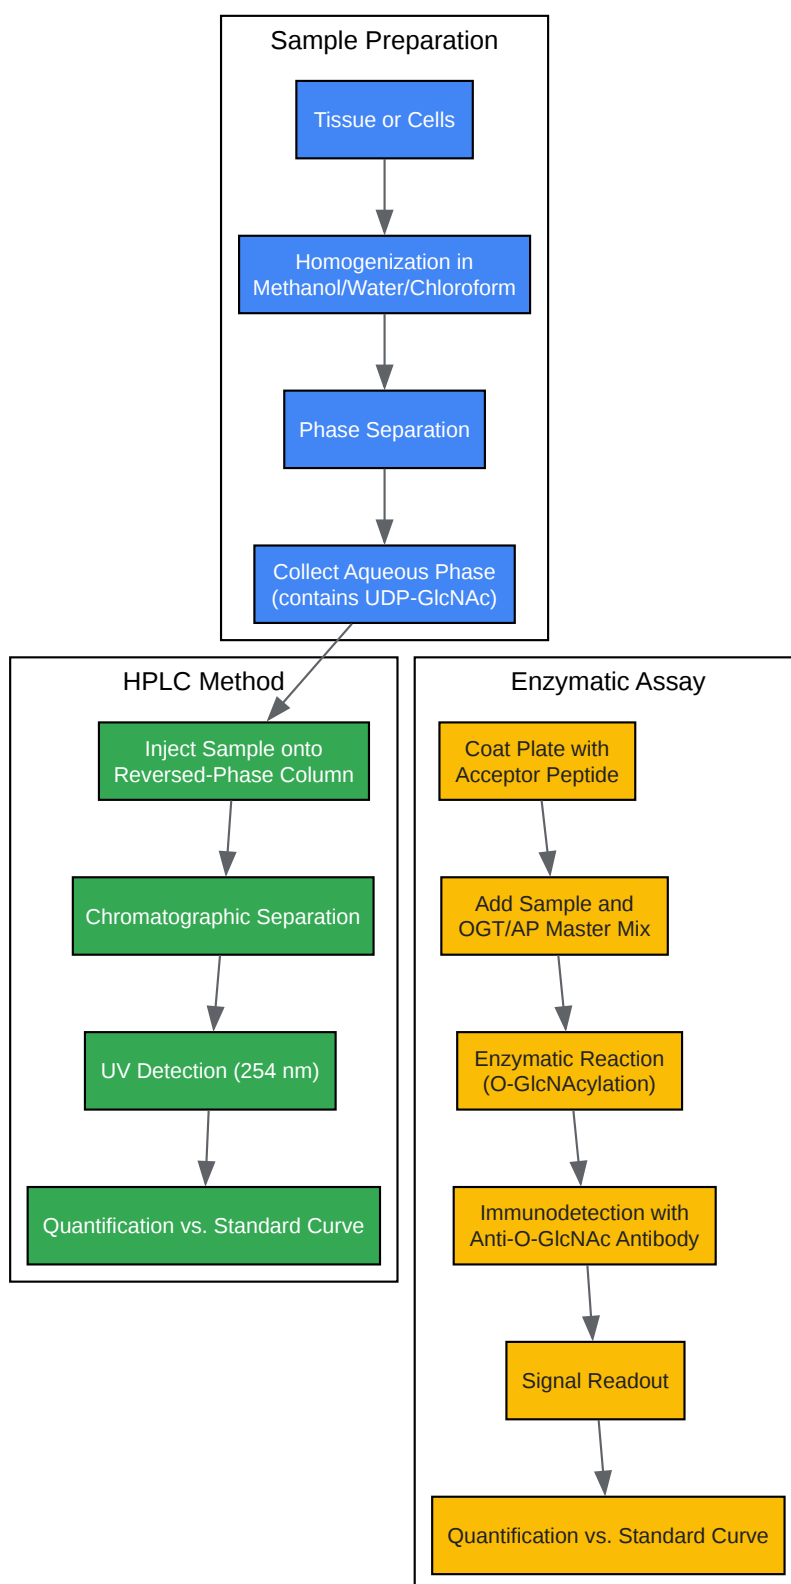 Sample Preparation
Tissue or Cells
Homogenization in
Methanol/Water/Chloroform
Phase Separation
Collect Aqueous Phase
(contains UDP-GlcNAc)
HPLC Method
Inject Sample onto
Reversed-Phase Column
Chromatographic Separation
UV Detection (254 nm)
Quantification vs. Standard Curve
Enzymatic Assay
Coat Plate with
Acceptor Peptide
Add Sample and
OGT/AP Master Mix
Enzymatic Reaction
(O-GlcNAcylation)
Immunodetection with
Anti-O-GlcNAc Antibody
Signal Readout
Quantification vs. Standard Curve